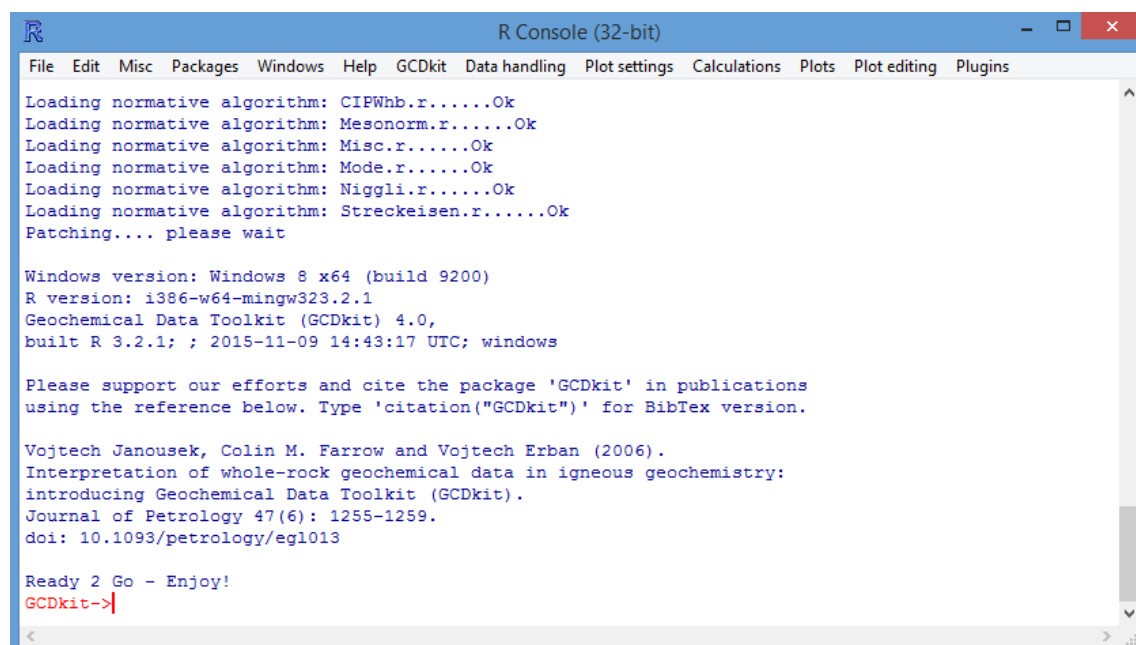 R Console (32-bit)
File Edit Misc Packages Windows Help GCDkit Data handling Plot settings Calculations Plots Plot editing Plugins
Loading normative algorithm: CIPWhb.r......Ok
Loading normative algorithm: Mesonorm.r......Ok
Loading normative algorithm: Misc.r......Ok
Loading normative algorithm: Mode.r......Ok
Loading normative algorithm: Niggli.r......Ok
Loading normative algorithm: Streckeisen.r......Ok
Patching.... please wait
Windows version: Windows 8 x64 (build 9200)
R version: i386-w64-mingw323.2.1
Geochemical Data Toolkit (GCDkit) 4.0,
built R 3.2.1; ; 2015-11-09 14:43:17 UTC; windows
Please support our efforts and cite the package 'GCDkit' in publications
using the reference below. Type 'citation("GCDkit")' for BibTex version.
Vojtech Janousek, Colin M. Farrow and Vojtech Erban (2006).
Interpretation of whole-rock geochemical data in igneous geochemistry:
introducing Geochemical Data Toolkit (GCDkit).
Journal of Petrology 47(6): 1255-1259.
doi: 10.1093/petrology/egl013
Ready 2 Go - Enjoy!
GCDkit->